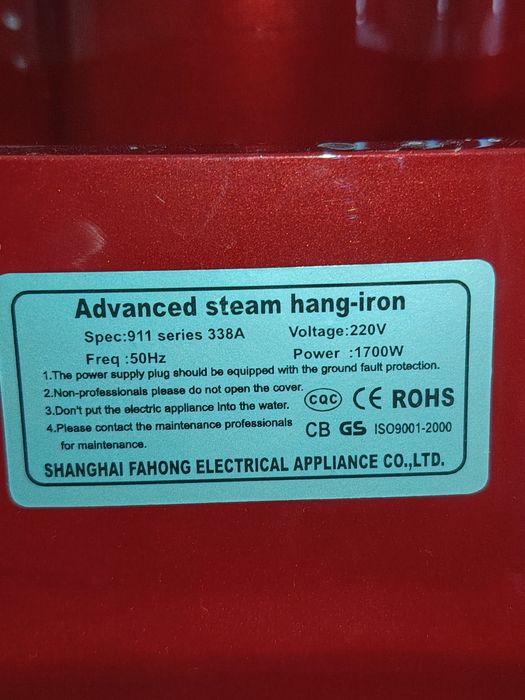 Advanced steam hang-iron
Spec:911 series 338A Voltage:220V
Freq :50Hz Power :1700W
1.The power supply plug should be equipped with the ground fault protection.
2.Non-professionals please do not open the cover.
3.Don't put the electric appliance into the water.
CQC CE ROHS
4.Please contact the maintenance professionals
for maintenance.
CB GS ISO9001-2000
SHANGHAI FAHONG ELECTRICAL APPLIANCE CO.,LTD.